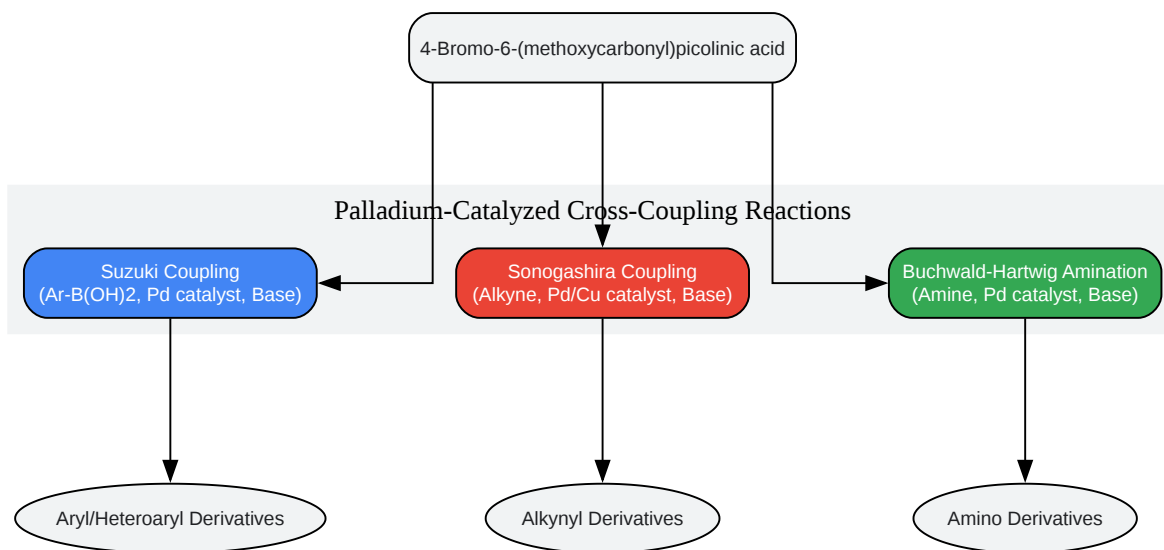 4-Bromo-6-(methoxycarbonyl)picolinic acid
Palladium-Catalyzed Cross-Coupling Reactions
Suzuki Coupling
(Ar-B(OH)2, Pd catalyst, Base)
Sonogashira Coupling
(Alkyne, Pd/Cu catalyst, Base)
Buchwald-Hartwig Amination
(Amine, Pd catalyst, Base)
Aryl/Heteroaryl Derivatives
Alkynyl Derivatives
Amino Derivatives